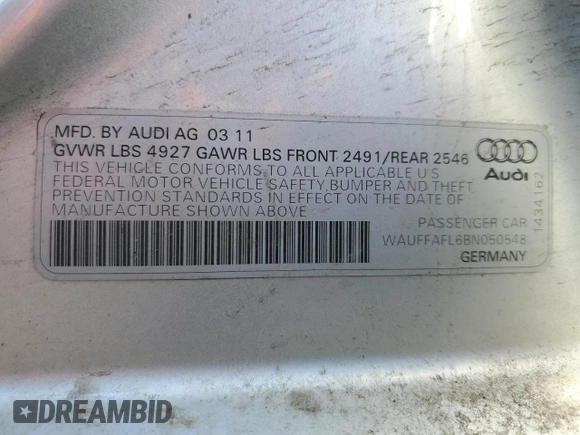 MFD. BY AUDI AG 03 11
GVWR LBS 4927 GAWR LBS FRONT 2491/REAR 2546
THIS VEHICLE CONFORMS TO ALL APPLICABLE U S
FEDERAL MOTOR VEHICLE SAFETY, BUMPER AND THEFT
PREVENTION STANDARDS IN EFFECT ON THE DATE OF
MANUFACTURE SHOWN ABOVE
Audi
PASSENGER CAR
WAUFFAFL6BN050548
GERMANY
1434162
DREAMBID